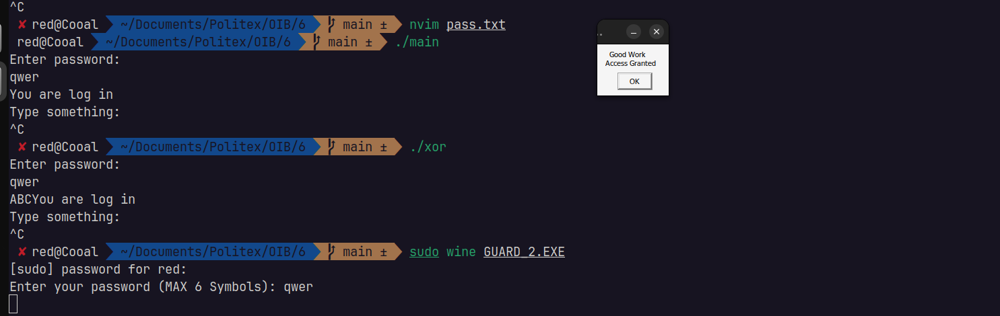 ^C
✘ red@Cooal ~/Documents/Politex/OIB/6 main ± nvim pass.txt
red@Cooal ~/Documents/Politex/OIB/6 main ± ./main
Enter password:
qwer
You are log in
Type something:
^C
✘ red@Cooal ~/Documents/Politex/OIB/6 main ± ./xor
Enter password:
qwer
ABCYou are log in
Type something:
^C
✘ red@Cooal ~/Documents/Politex/OIB/6 main ± sudo wine GUARD_2.EXE
[sudo] password for red:
Enter your password (MAX 6 Symbols): qwer
..
Good Work
Access Granted
OK